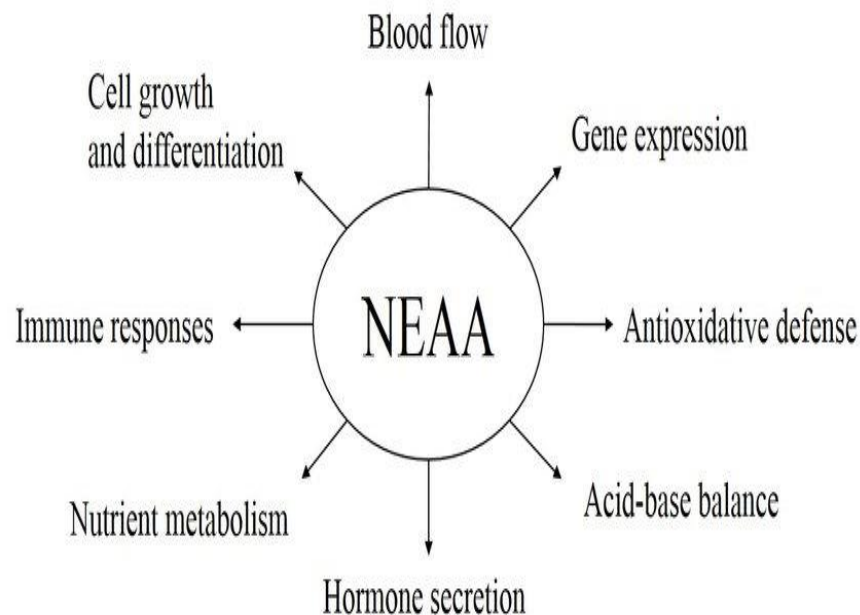 Blood flow
Cell growth
and differentiation
Gene expression
Immune responses
NEAA
Antioxidative defense
Nutrient metabolism
Acid-base balance
Hormone secretion